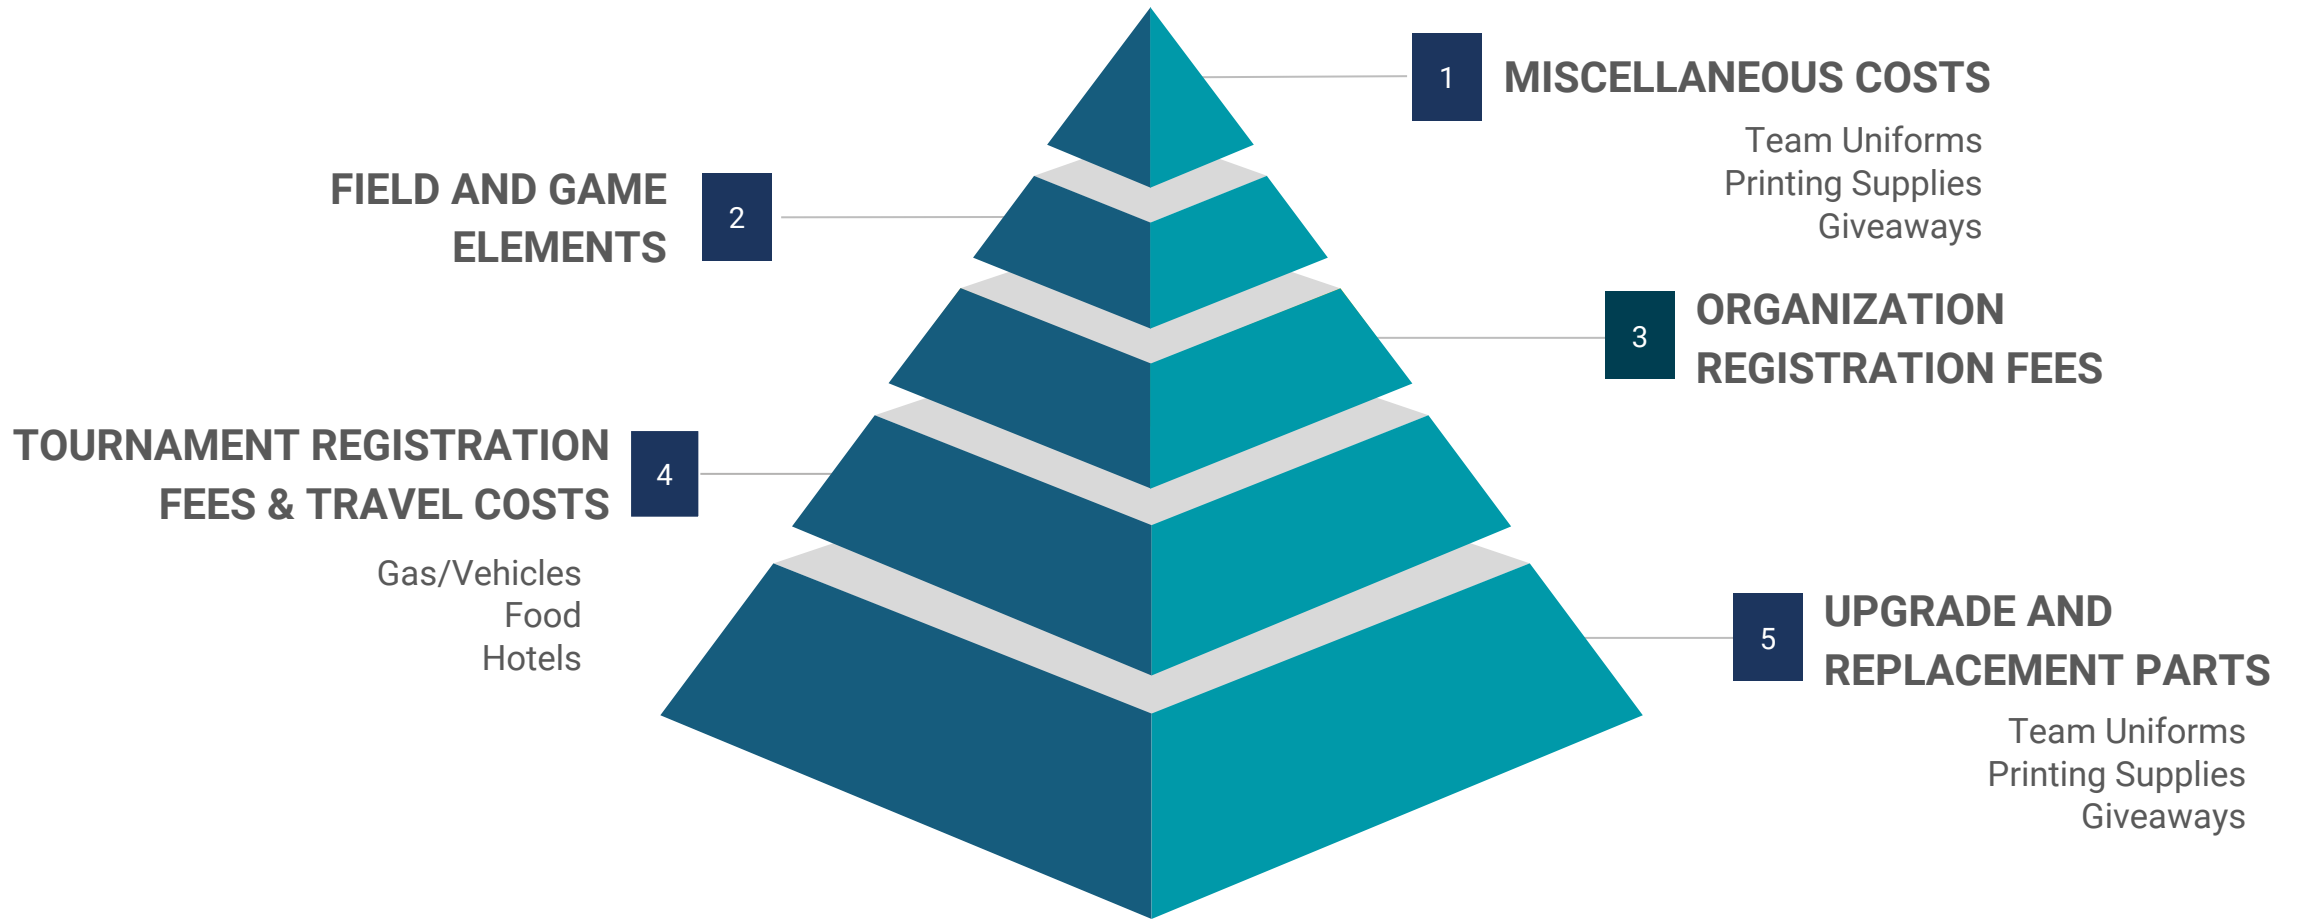 1
MISCELLANEOUS COSTS
Team Uniforms
Printing Supplies
Giveaways
FIELD AND GAME
ELEMENTS
2
3
ORGANIZATION
REGISTRATION FEES
TOURNAMENT REGISTRATION
FEES & TRAVEL COSTS
4
Gas/Vehicles
Food
Hotels
5
UPGRADE AND
REPLACEMENT PARTS
Team Uniforms
Printing Supplies
Giveaways